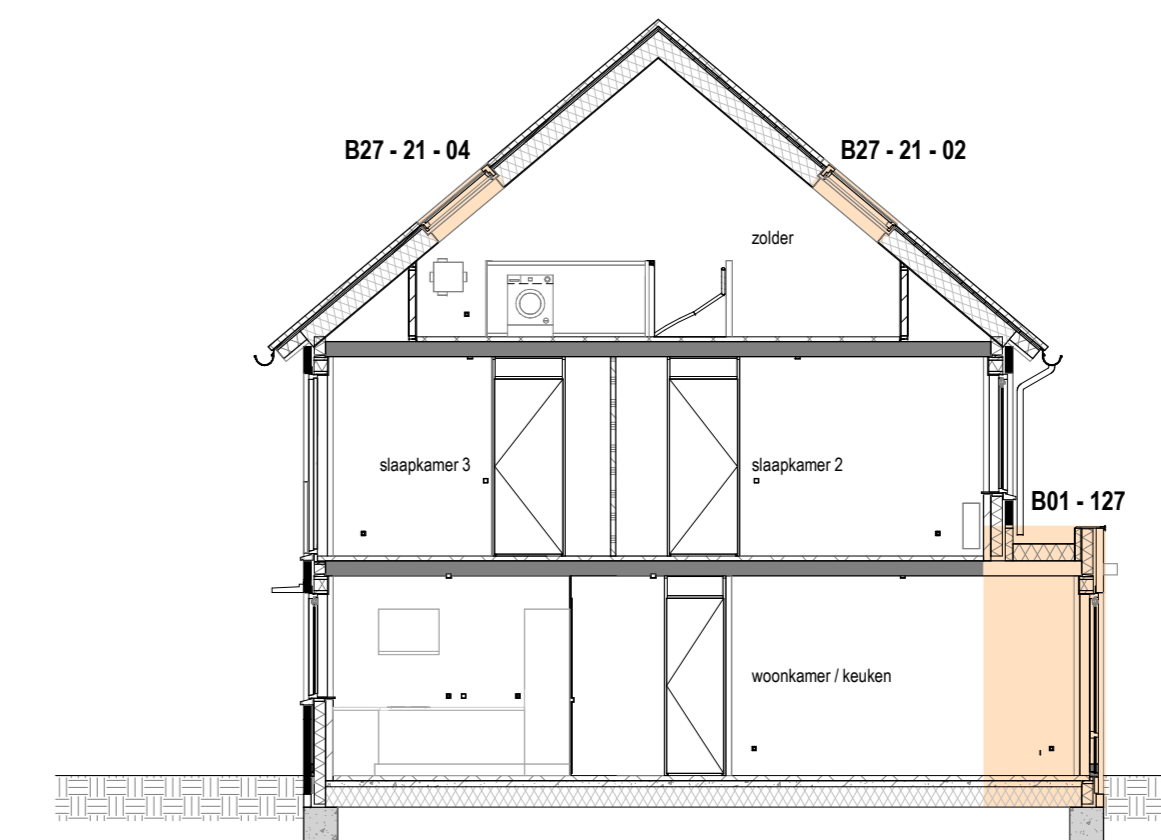 B27 - 21 - 04
B27 - 21 - 02
zolder
slaapkamer 3
slaapkamer 2
B01 - 127
woonkamer / keuken